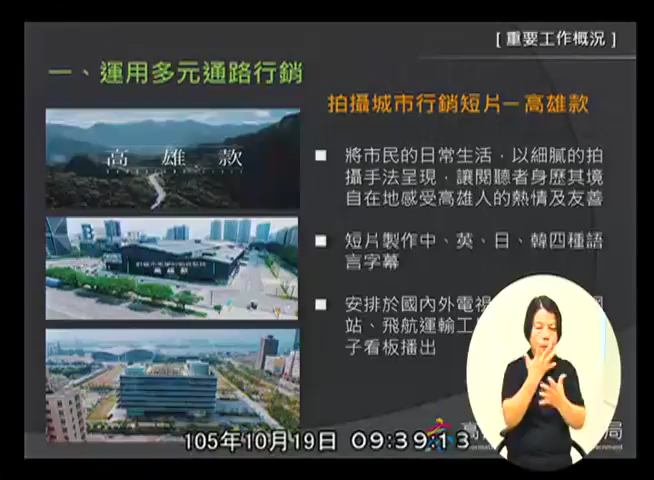 [ 重要工作概況 ]
一、運用多元通路行銷
拍攝城市行銷短片－高雄款
高 雄 款
■ 將市民的日常生活，以細膩的拍
攝手法呈現，讓閱聽者身歷其境
自在地感受高雄人的熱情及友善
■ 短片製作中、英、日、韓四種語
言字幕
高雄款
■ 安排於國內外電視
網
站、飛航運輸工
子看板播出
高
局
105年10月19日 09:39:13